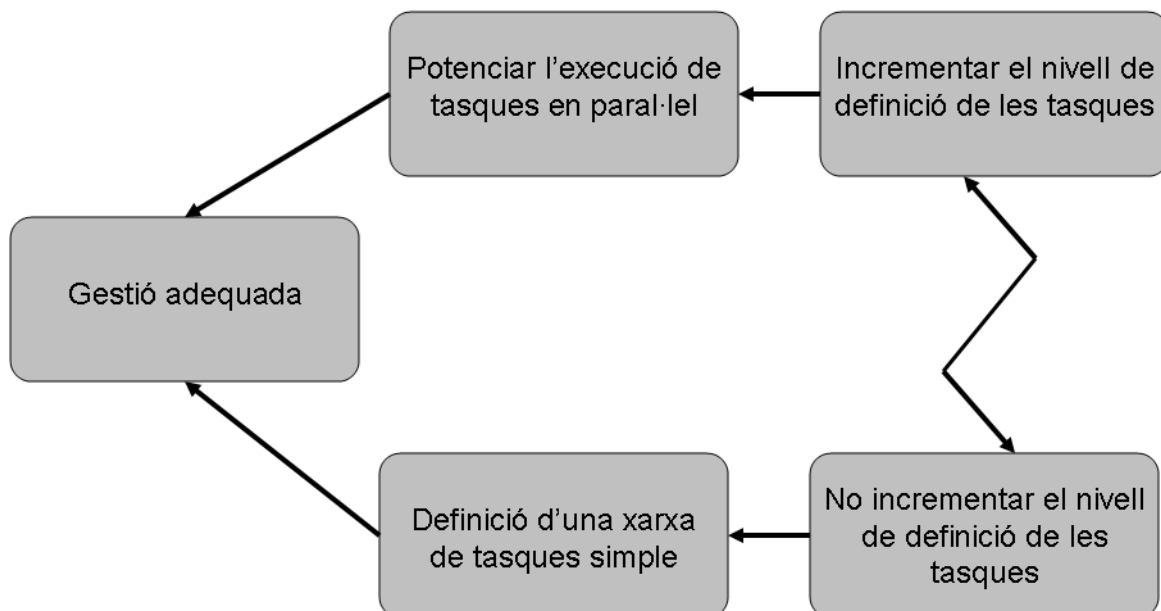 Potenciar l’execució de
tasques en paral·lel
Incrementar el nivell de
definició de les tasques
Gestió adequada
Definició d’una xarxa
de tasques simple
No incrementar el nivell
de definició de les
tasques